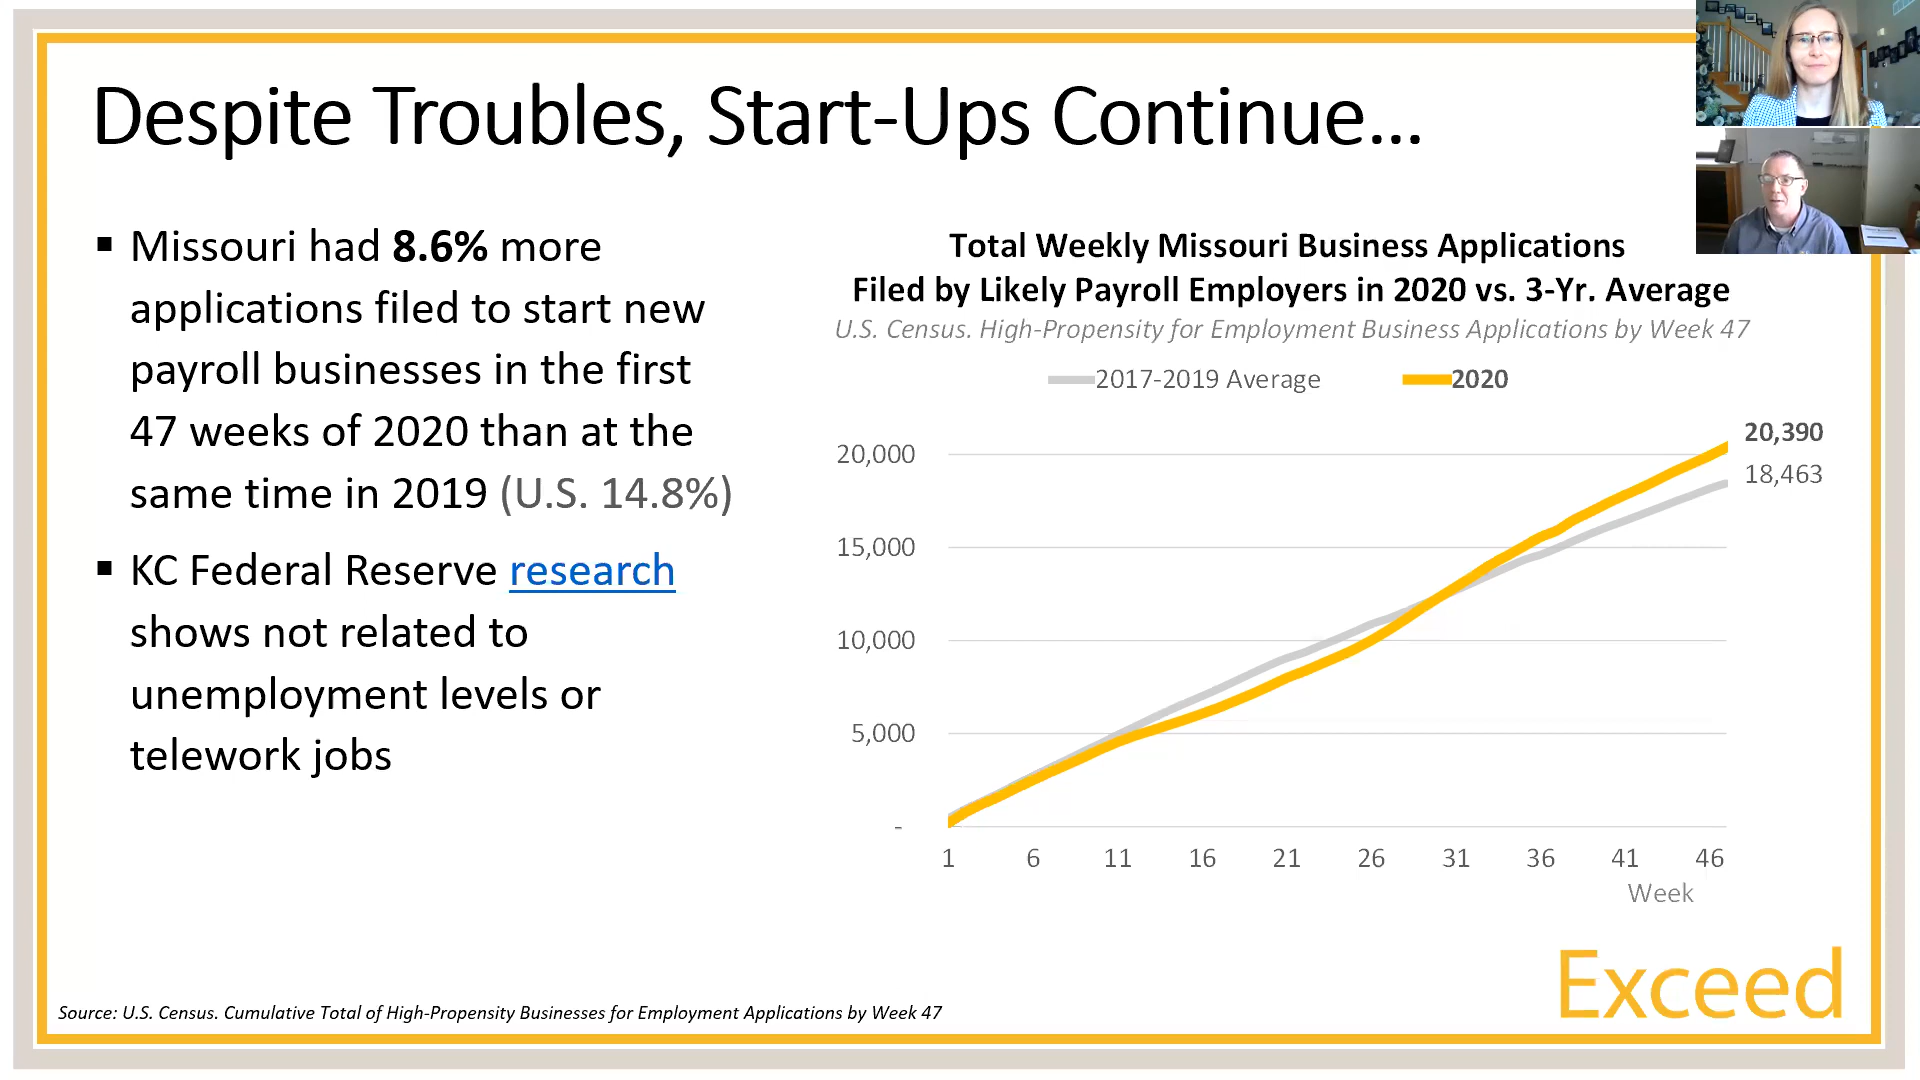 Despite Troubles, Start-Ups Continue...
▪ Missouri had 8.6% more
applications filed to start new
payroll businesses in the first
47 weeks of 2020 than at the
same time in 2019 (U.S. 14.8%)
▪ KC Federal Reserve research
shows not related to
unemployment levels or
telework jobs
Total Weekly Missouri Business Applications
Filed by Likely Payroll Employers in 2020 vs. 3-Yr. Average
U.S. Census. High-Propensity for Employment Business Applications by Week 47
2017-2019 Average 2020
20,390
18,463
20,000
15,000
10,000
5,000
-
1 6 11 16 21 26 31 36 41 46
Week
Exceed
Source: U.S. Census. Cumulative Total of High-Propensity Businesses for Employment Applications by Week 47